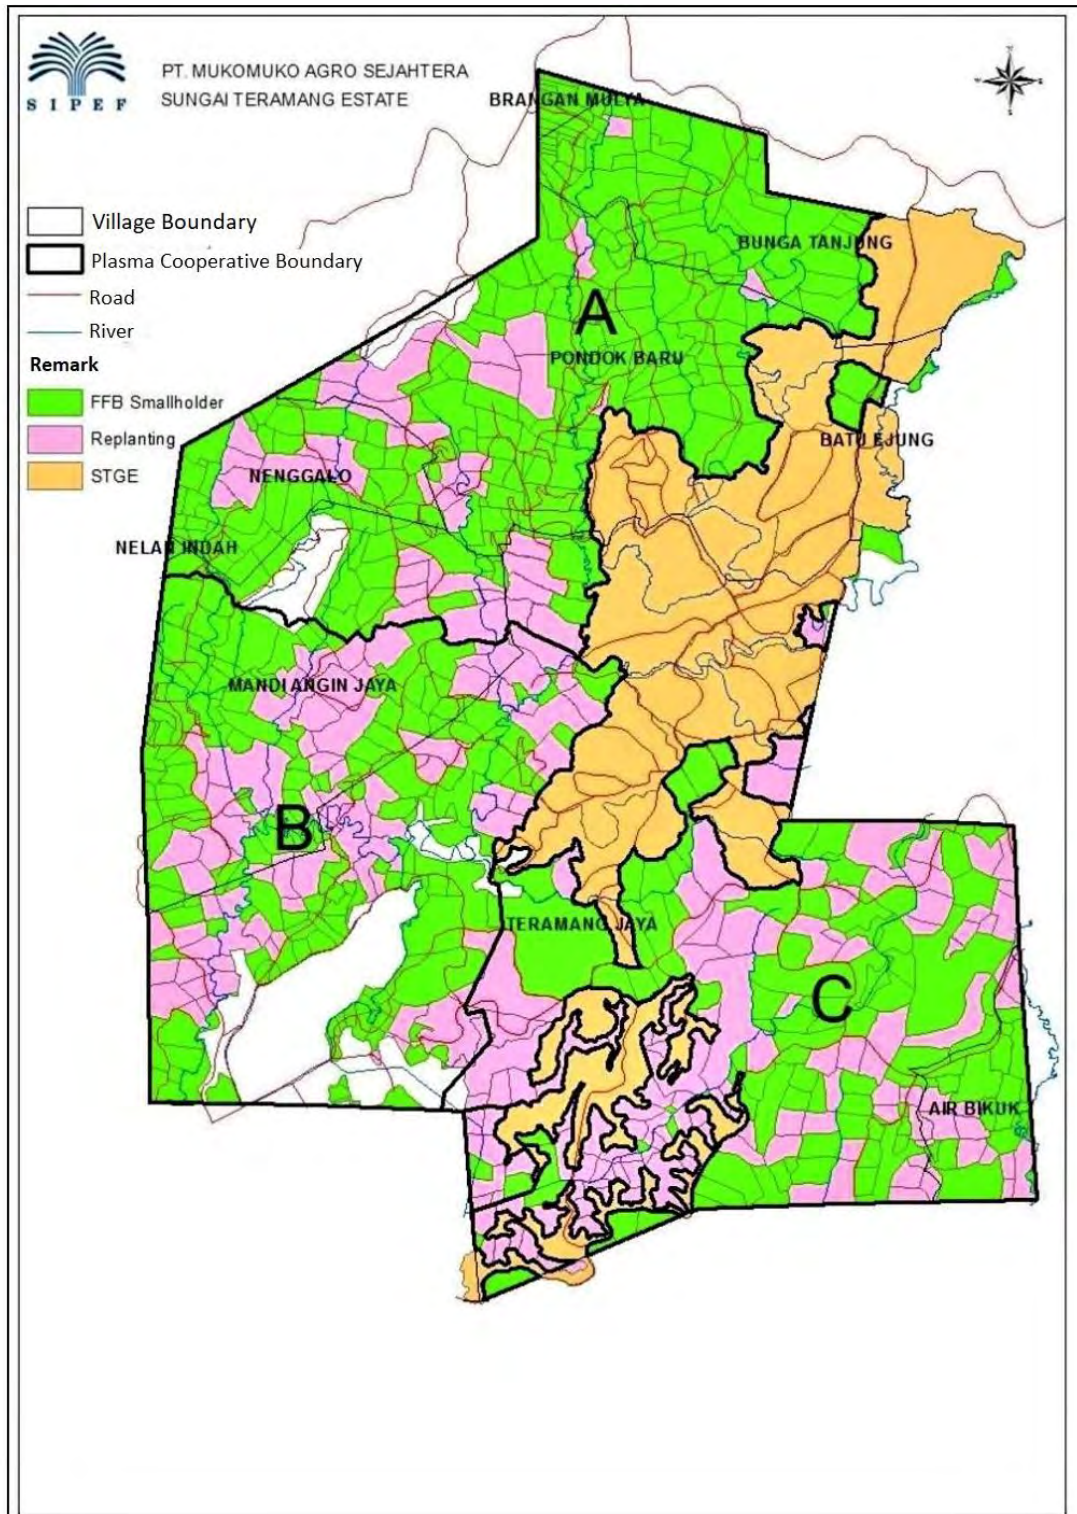 SIPEF
PT. MUKOMUKO AGRO SEJAHTERA
SUNGAI TERAMANG ESTATE
BRANGAN MULYA
Village Boundary
Plasma Cooperative Boundary
Road
River
Remark
FFB Smallholder
Replanting
STGE
BUNGA TANJUNG
A
PONDOK BARU
BATU EJUNG
NENGGALO
NELAN INDAH
MANDI ANGIN JAYA
B
TERAMANG JAYA
C
AIR BIKUK